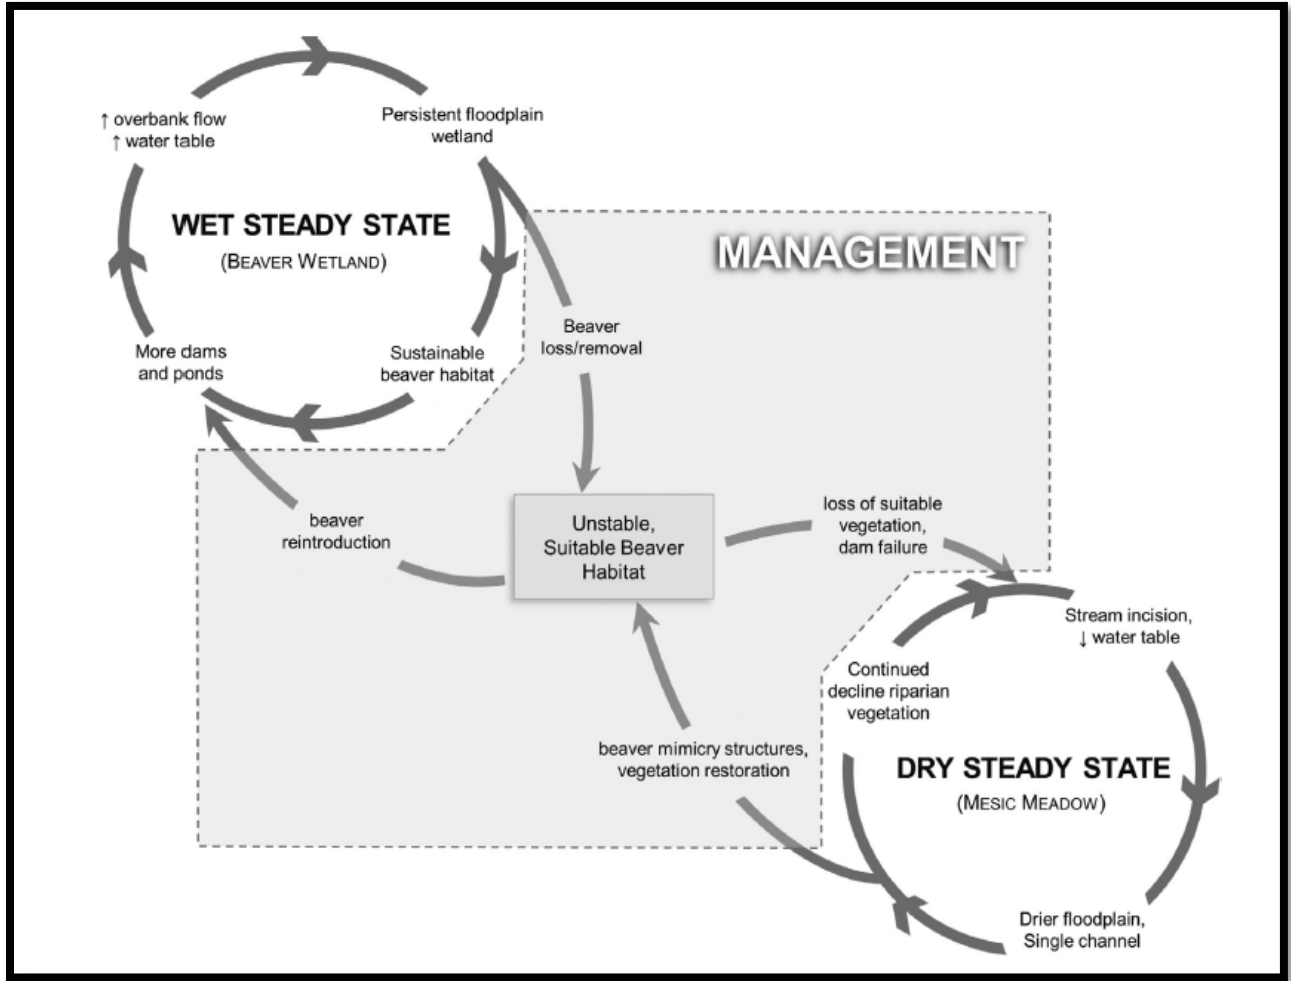 ↑ overbank flow
↑ water table
Persistent floodplain
wetland
WET STEADY STATE
(BEAVER WETLAND)
MANAGEMENT
More dams
and ponds
Sustainable
beaver habitat
Beaver
loss/removal
beaver
reintroduction
Unstable,
Suitable Beaver
Habitat
loss of suitable
vegetation,
dam failure
Stream incision,
↓ water table
Continued
decline riparian
vegetation
beaver mimicry structures,
vegetation restoration
DRY STEADY STATE
(MESIC MEADOW)
Drier floodplain,
Single channel